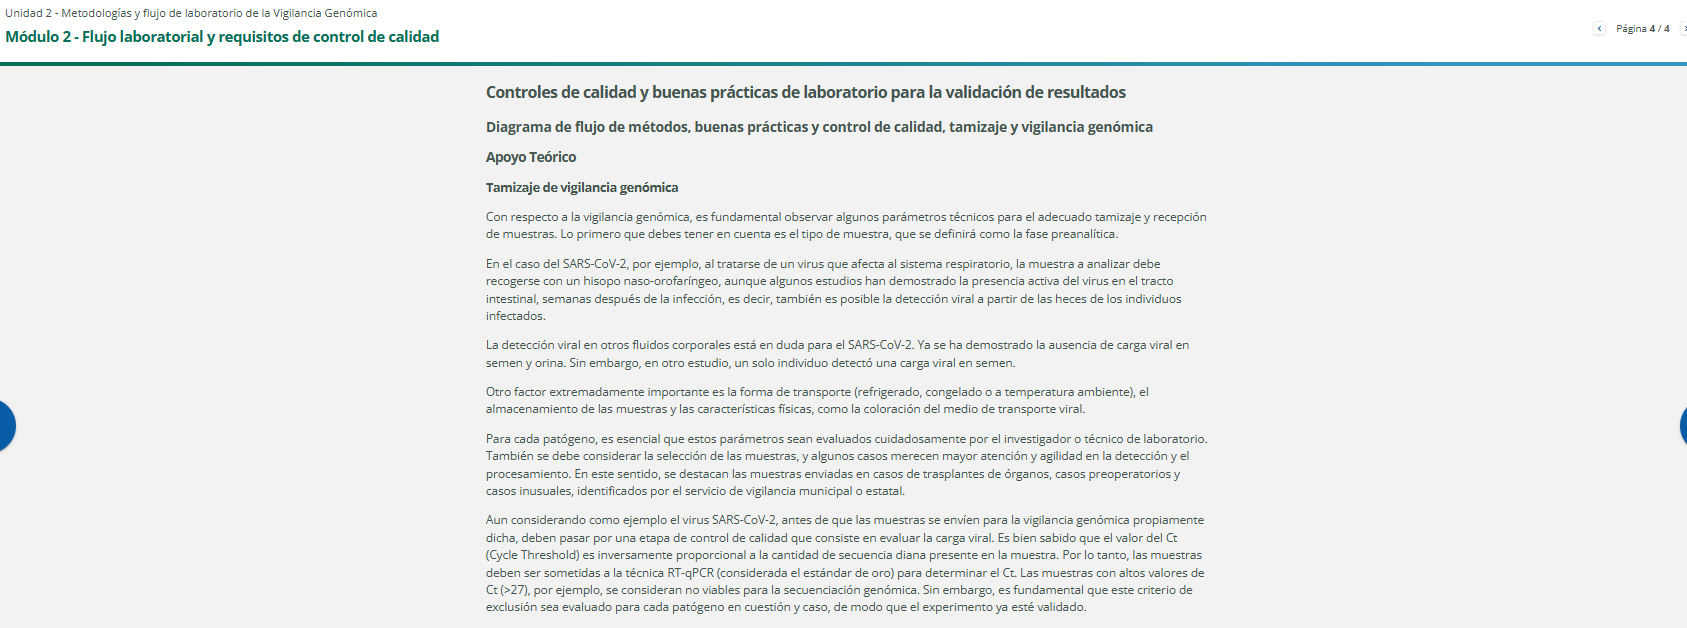 Unidad 2 - Metodologías y flujo de laboratorio de la Vigilancia Genómica
Módulo 2 - Flujo laboratorial y requisitos de control de calidad
Página 4 / 4
Controles de calidad y buenas prácticas de laboratorio para la validación de resultados
Diagrama de flujo de métodos, buenas prácticas y control de calidad, tamizaje y vigilancia genómica
Apoyo Teórico
Tamizaje de vigilancia genómica
Con respecto a la vigilancia genómica, es fundamental observar algunos parámetros técnicos para el adecuado tamizaje y recepción
de muestras. Lo primero que debes tener en cuenta es el tipo de muestra, que se definirá como la fase preanalítica.
En el caso del SARS-CoV-2, por ejemplo, al tratarse de un virus que afecta al sistema respiratorio, la muestra a analizar debe
recogerse con un hisopo naso-orofaríngeo, aunque algunos estudios han demostrado la presencia activa del virus en el tracto
intestinal, semanas después de la infección, es decir, también es posible la detección viral a partir de las heces de los individuos
infectados.
La detección viral en otros fluidos corporales está en duda para el SARS-CoV-2. Ya se ha demostrado la ausencia de carga viral en
semen y orina. Sin embargo, en otro estudio, un solo individuo detectó una carga viral en semen.
Otro factor extremadamente importante es la forma de transporte (refrigerado, congelado o a temperatura ambiente), el
almacenamiento de las muestras y las características físicas, como la coloración del medio de transporte viral.
Para cada patógeno, es esencial que estos parámetros sean evaluados cuidadosamente por el investigador o técnico de laboratorio.
También se debe considerar la selección de las muestras, y algunos casos merecen mayor atención y agilidad en la detección y el
procesamiento. En este sentido, se destacan las muestras enviadas en casos de trasplantes de órganos, casos preoperatorios y
casos inusuales, identificados por el servicio de vigilancia municipal o estatal.
Aun considerando como ejemplo el virus SARS-CoV-2, antes de que las muestras se envíen para la vigilancia genómica propiamente
dicha, deben pasar por una etapa de control de calidad que consiste en evaluar la carga viral. Es bien sabido que el valor del Ct
(Cycle Threshold) es inversamente proporcional a la cantidad de secuencia diana presente en la muestra. Por lo tanto, las muestras
deben ser sometidas a la técnica RT-qPCR (considerada el estándar de oro) para determinar el Ct. Las muestras con altos valores de
Ct (>27), por ejemplo, se consideran no viables para la secuenciación genómica. Sin embargo, es fundamental que este criterio de
exclusión sea evaluado para cada patógeno en cuestión y caso, de modo que el experimento ya esté validado.